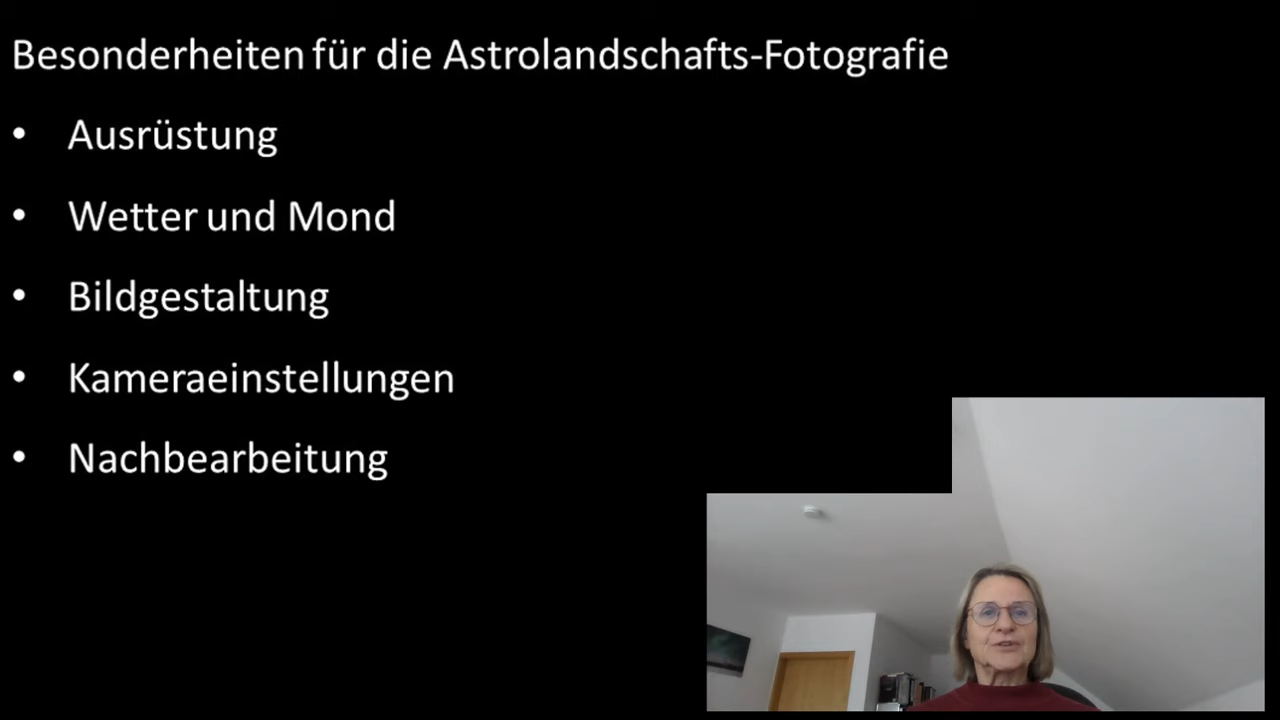 Besonderheiten für die Astrolandschafts-Fotografie
• Ausrüstung
• Wetter und Mond
• Bildgestaltung
• Kameraeinstellungen
• Nachbearbeitung